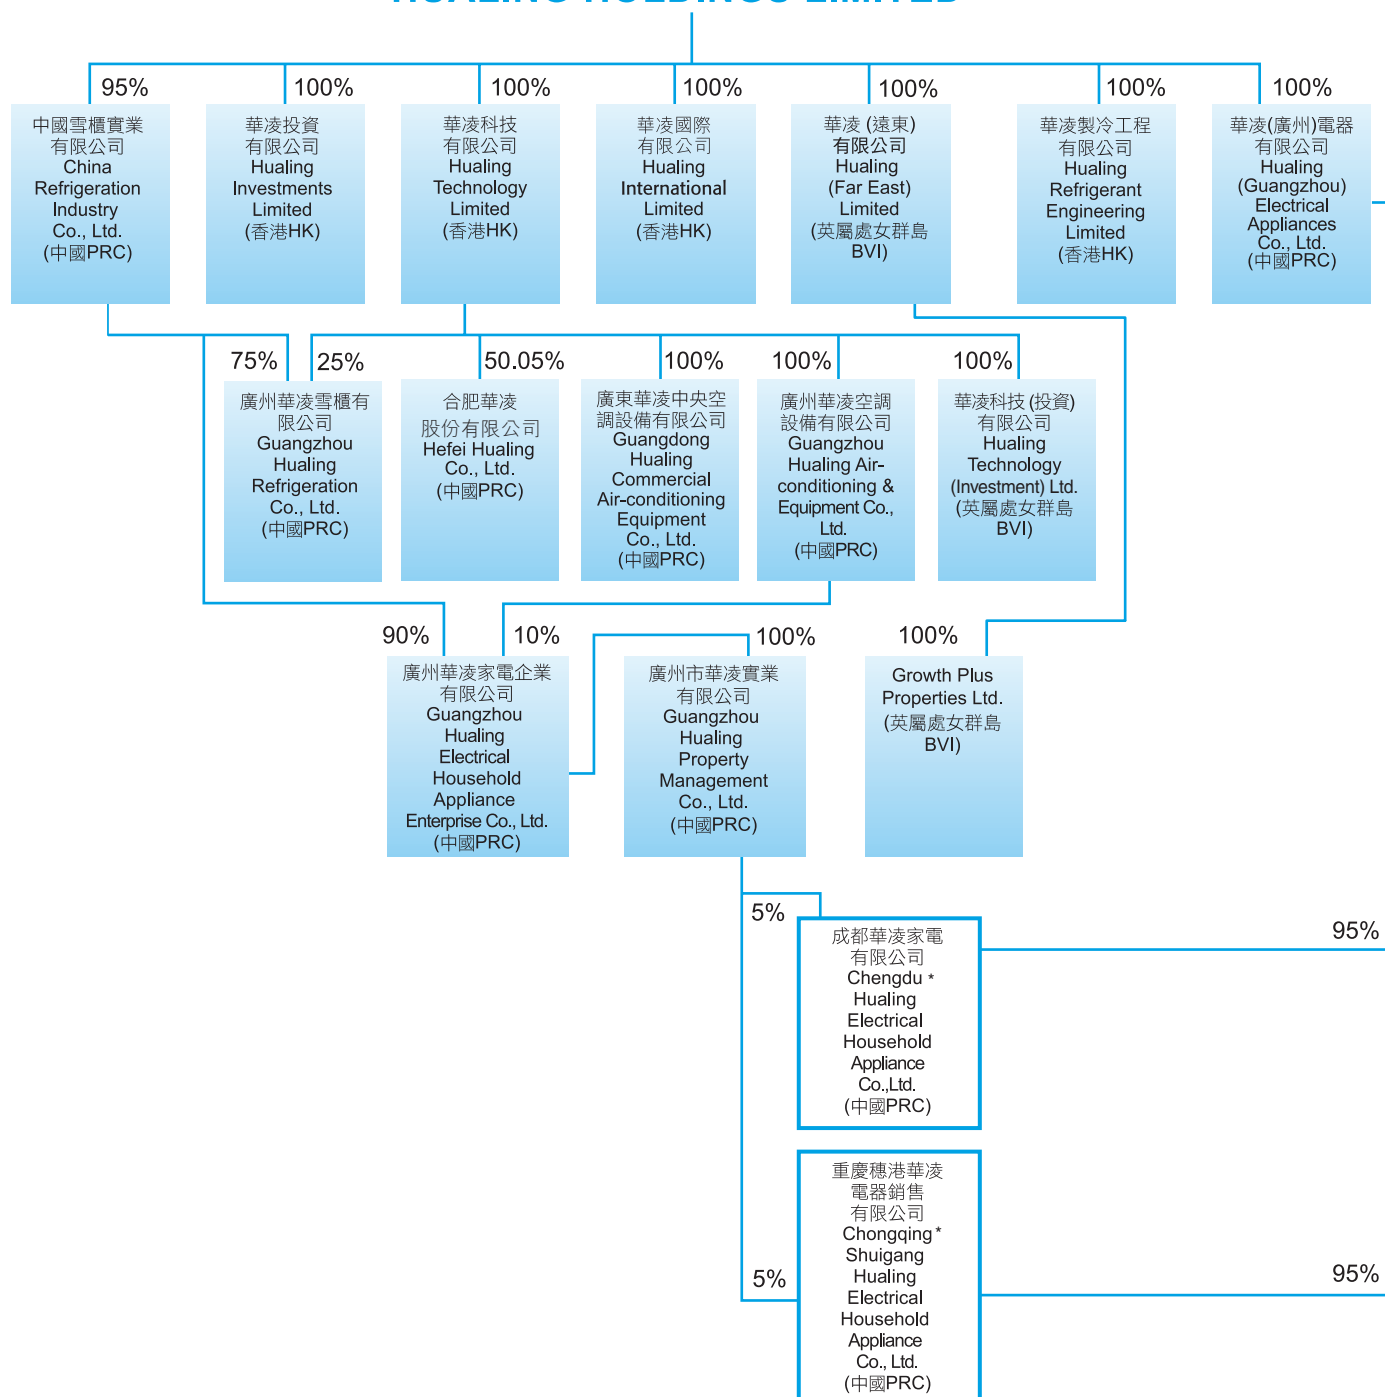 HUALING HOLDINGS LIMITED
95%
100%
100%
100%
100%
100%
100%
中國雪櫃實業
有限公司
China
Refrigeration
Industry
Co., Ltd.
(中國PRC)
華凌投資
有限公司
Hualing
Investments
Limited
(香港HK)
華凌科技
有限公司
Hualing
Technology
Limited
(香港HK)
華凌國際
有限公司
Hualing
International
Limited
(香港HK)
華凌 (遠東)
有限公司
Hualing
(Far East)
Limited
(英屬處女群島
BVI)
華凌製冷工程
有限公司
Hualing
Refrigerant
Engineering
Limited
(香港HK)
華凌(廣州)電器
有限公司
Hualing
(Guangzhou)
Electrical
Appliances
Co., Ltd.
(中國PRC)
75%
25%
50.05%
100%
100%
100%
廣州華凌雪櫃有
限公司
Guangzhou
Hualing
Refrigeration
Co., Ltd.
(中國PRC)
合肥華凌
股份有限公司
Hefei Hualing
Co., Ltd.
(中國PRC)
廣東華凌中央空
調設備有限公司
Guangdong
Hualing
Commercial
Air-conditioning
Equipment
Co., Ltd.
(中國PRC)
廣州華凌空調
設備有限公司
Guangzhou
Hualing Air-
conditioning &
Equipment Co.,
Ltd.
(中國PRC)
華凌科技 (投資)
有限公司
Hualing
Technology
(Investment) Ltd.
(英屬處女群島
BVI)
90%
10%
100%
100%
廣州華凌家電企業
有限公司
Guangzhou
Hualing
Electrical
Household
Appliance
Enterprise Co., Ltd.
(中國PRC)
廣州市華凌實業
有限公司
Guangzhou
Hualing
Property
Management
Co., Ltd.
(中國PRC)
Growth Plus
Properties Ltd.
(英屬處女群島
BVI)
5%
95%
成都華凌家電
有限公司
Chengdu *
Hualing
Electrical
Household
Appliance
Co.,Ltd.
(中國PRC)
5%
95%
重慶穗港華凌
電器銷售
有限公司
Chongqing *
Shuigang
Hualing
Electrical
Household
Appliance
Co., Ltd.
(中國PRC)